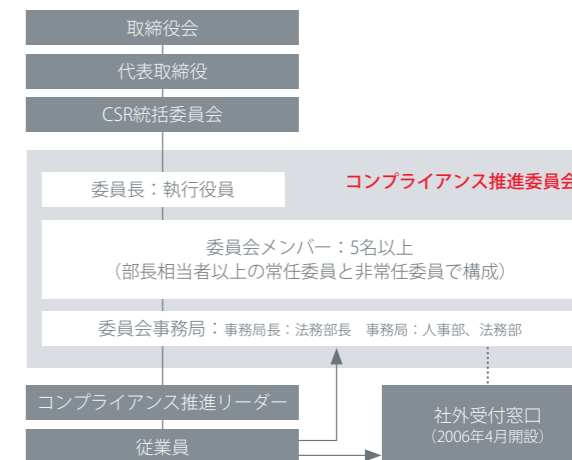 取締役会
代表取締役
CSR統括委員会
コンプライアンス推進委員会
委員長：執行役員
委員会メンバー：5名以上
（部長相当者以上の常任委員と非常任委員で構成）
委員会事務局：事務局長：法務部長　事務局：人事部、法務部
コンプライアンス推進リーダー
従業員
社外受付窓口
（2006年4月開設）